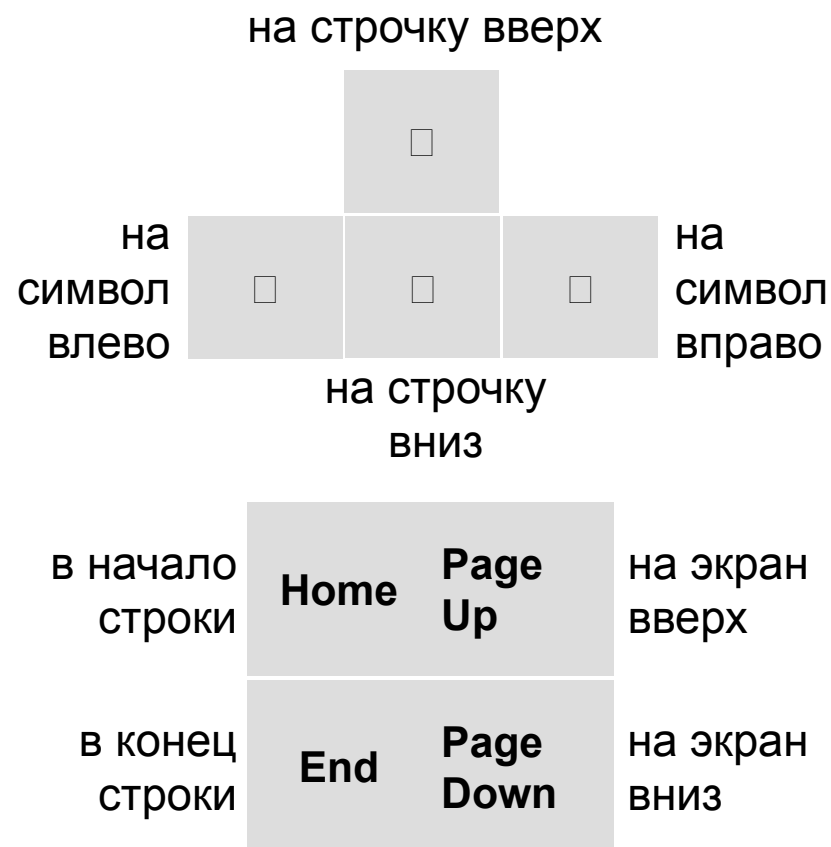 на строчку вверх
на
символ
влево
на
символ
вправо
на строчку
вниз
в начало
строки
Home
Page
Up
на экран
вверх
в конец
строки
End
Page
Down
на экран
вниз